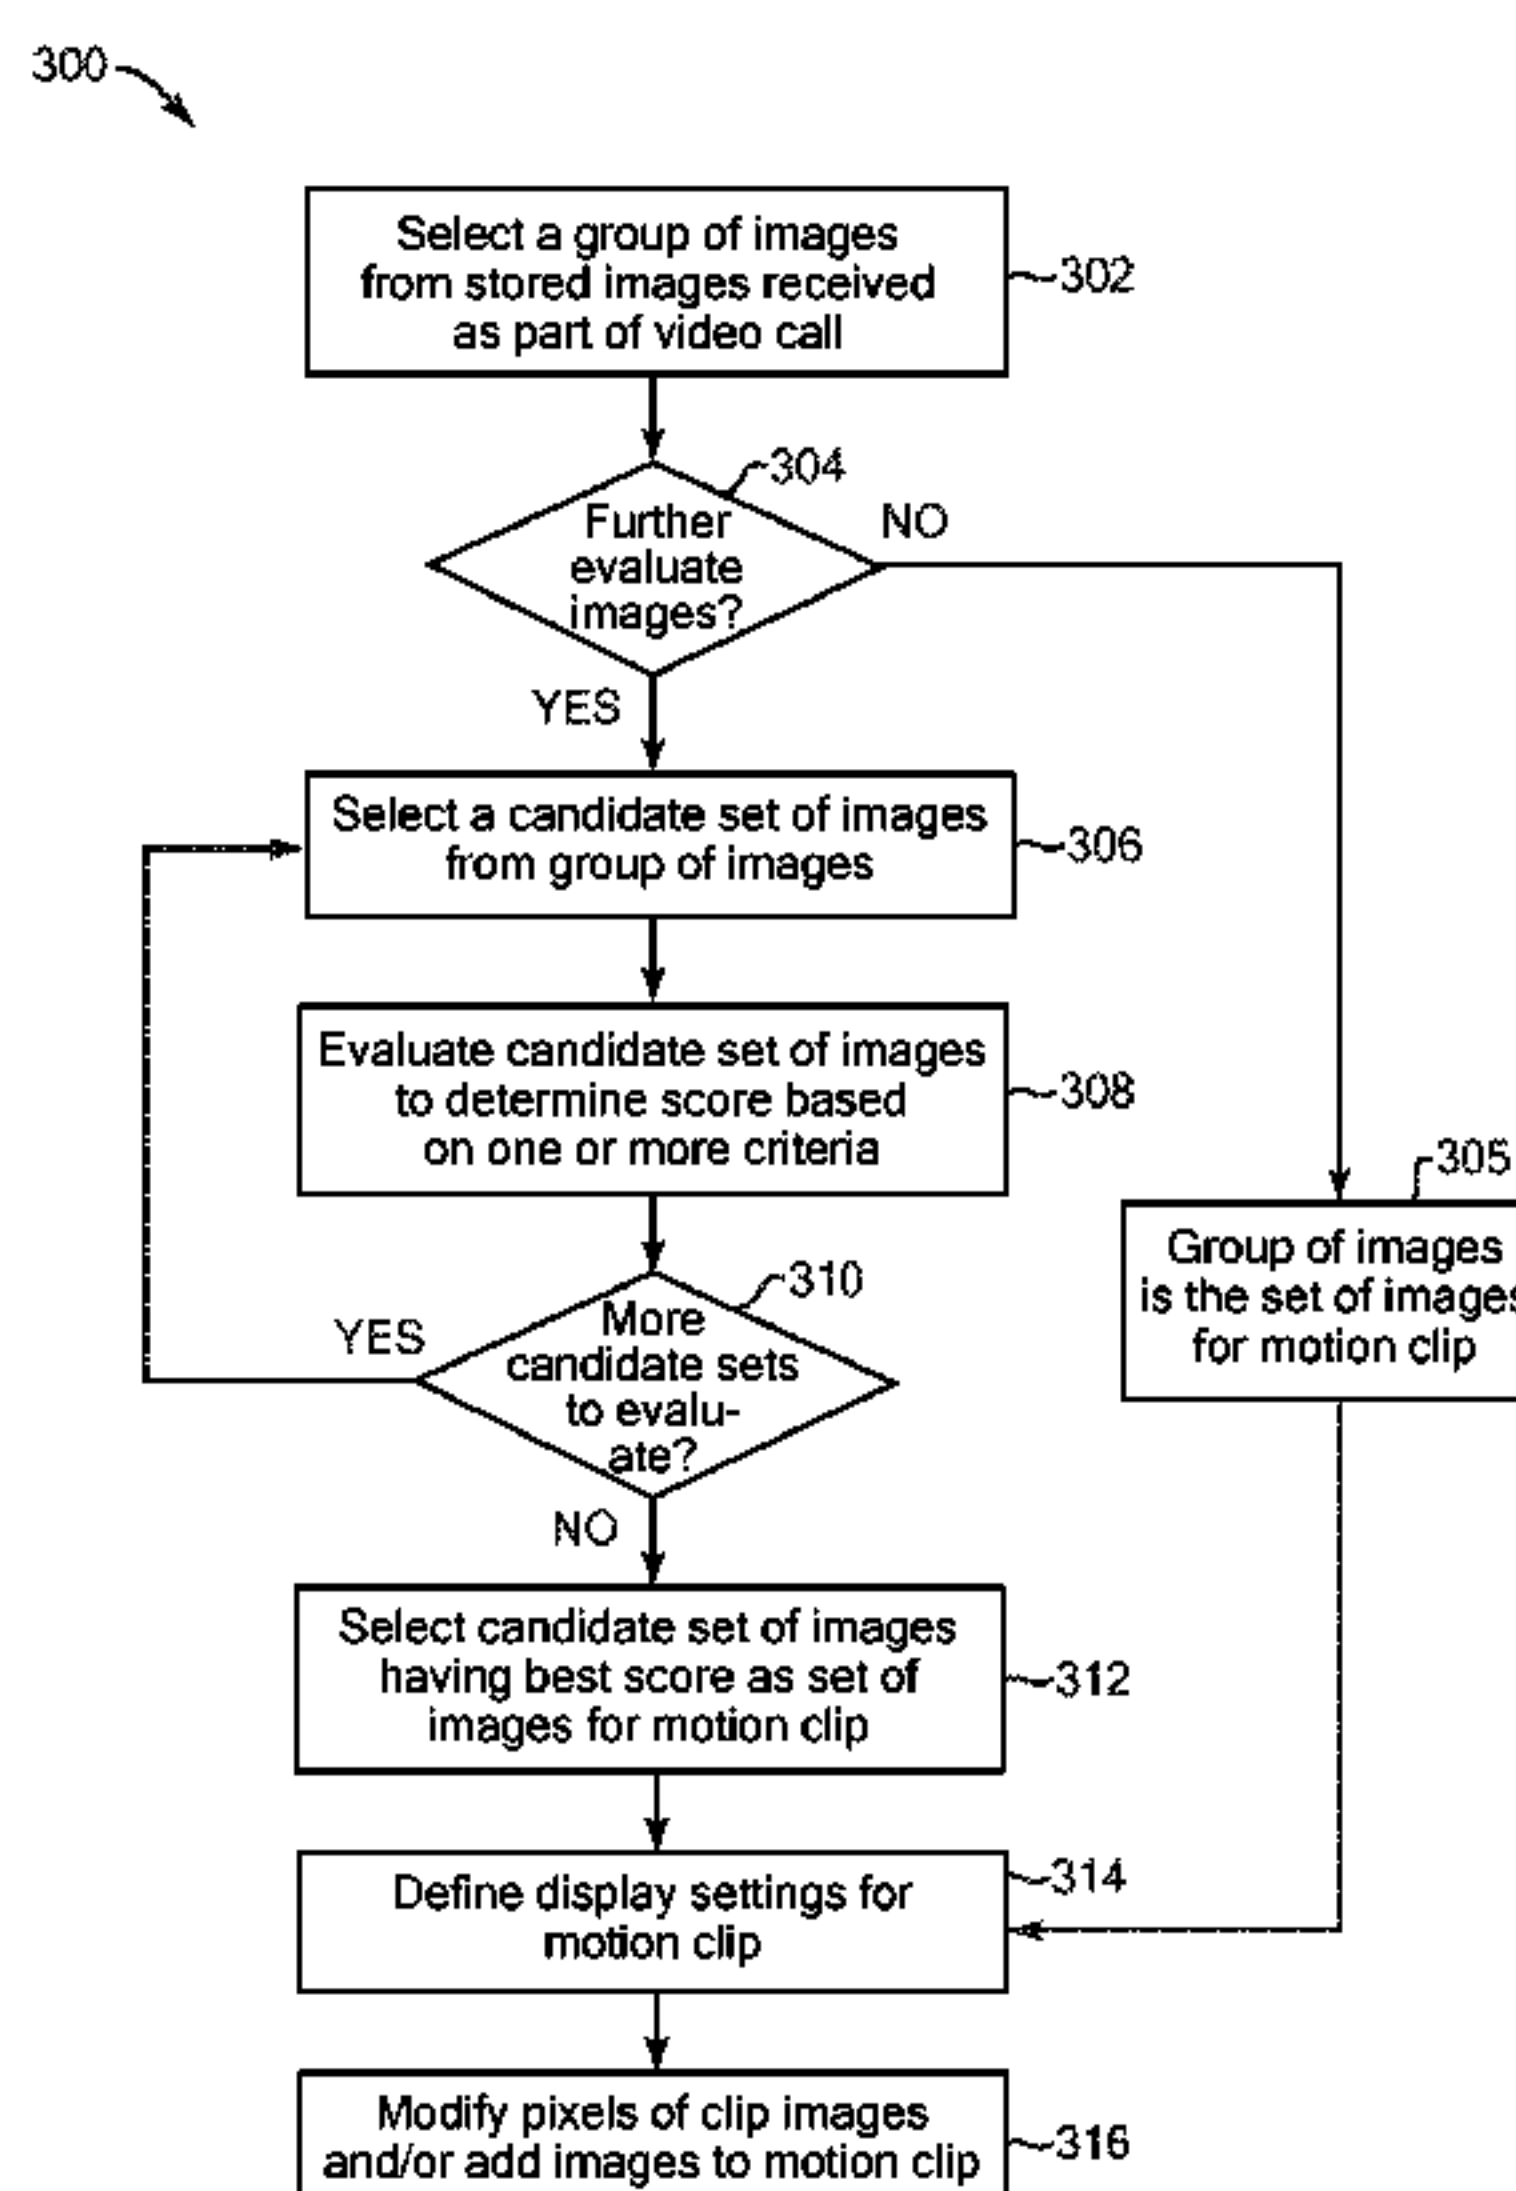 300
Select a group of images
from stored images received
as part of video call
302
304
Further
evaluate
images?
NO
YES
Select a candidate set of images
from group of images
306
Evaluate candidate set of images
to determine score based
on one or more criteria
308
305
Group of images
is the set of images
for motion clip
310
More
candidate sets
to evalu-
ate?
YES
NO
Select candidate set of images
having best score as set of
images for motion clip
312
Define display settings for
motion clip
314
Modify pixels of clip images
and/or add images to motion clip
316